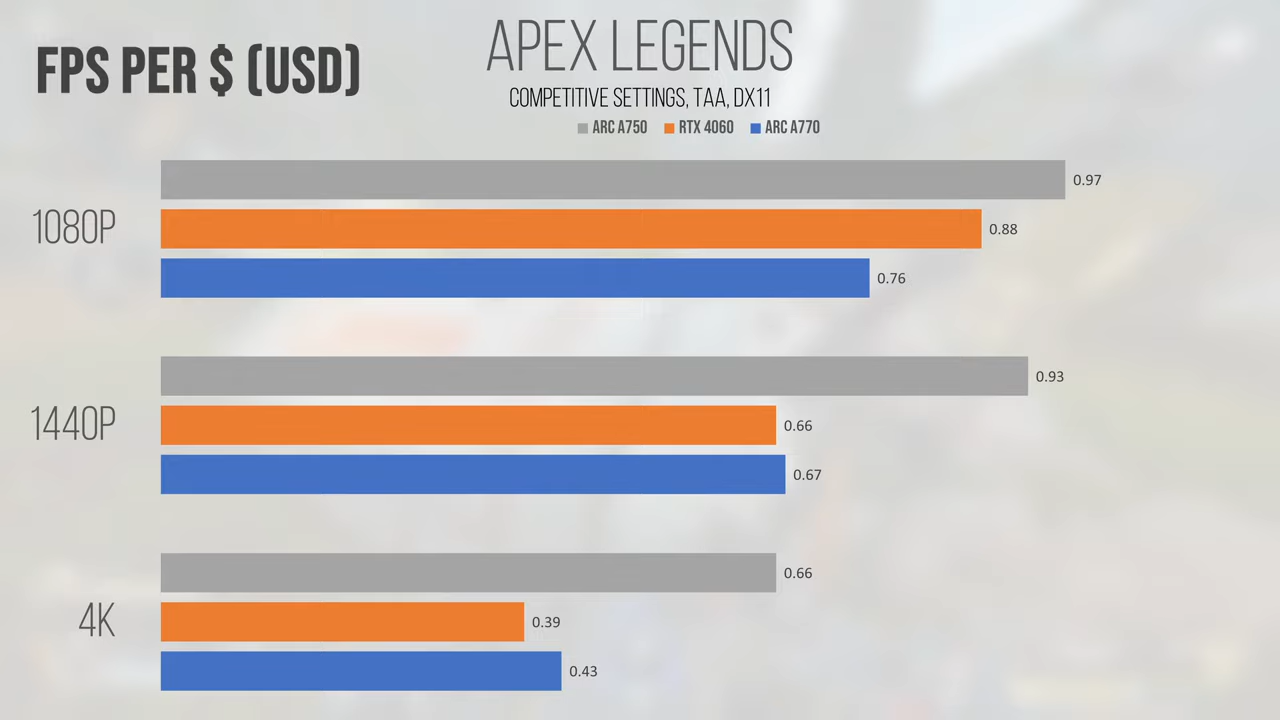 FPS PER $ (USD)
APEX LEGENDS
COMPETITIVE SETTINGS, TAA, DX11
ARC A750 RTX 4060 ARC A770
1080P
0.97
0.88
0.76
1440P
0.93
0.66
0.67
4K
0.66
0.39
0.43